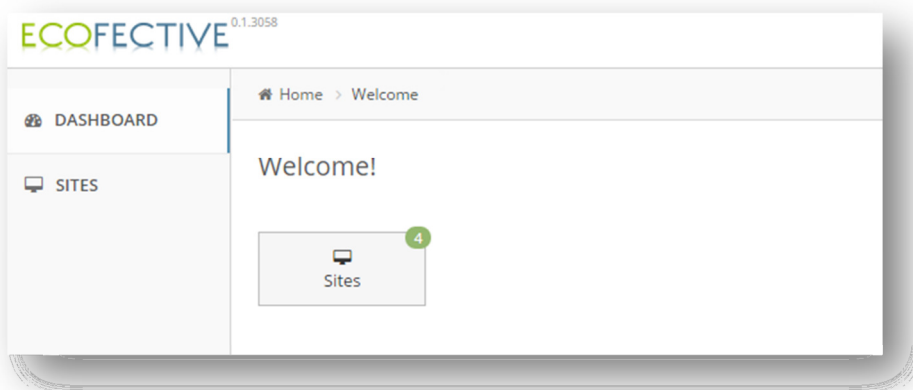 ECOFECTIVE 0.1.3058
Home > Welcome
DASHBOARD
Welcome!
SITES
4
Sites